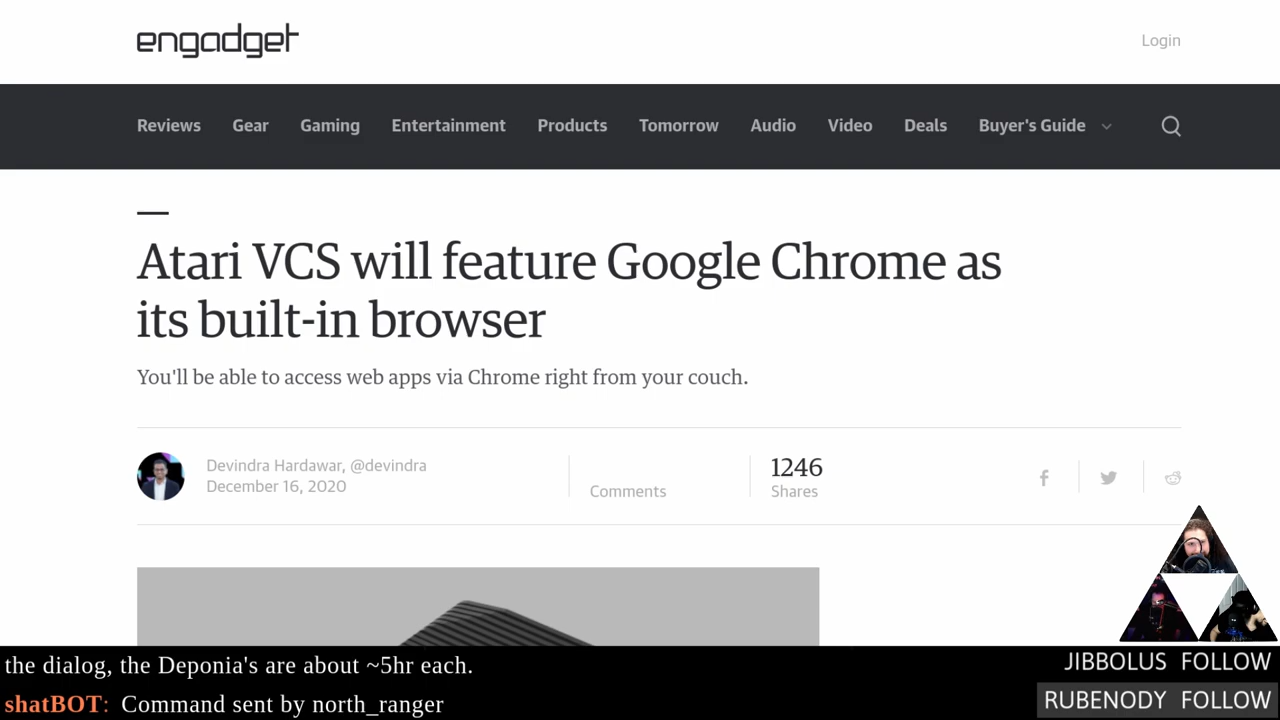 engadget
Login
Reviews Gear Gaming Entertainment Products Tomorrow Audio Video Deals Buyer's Guide
Atari VCS will feature Google Chrome as
its built-in browser
You'll be able to access web apps via Chrome right from your couch.
Devindra Hardawar, @devindra
December 16, 2020
Comments
1246
Shares
the dialog, the Deponia's are about ~5hr each.
shatBOT: Command sent by north_ranger
JIBBOLUS FOLLOW
RUBENODY FOLLOW